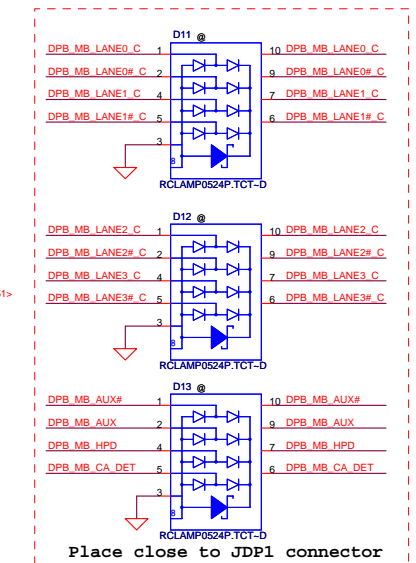 D11 @
DPB_MB_LANE0_C 1 10 DPB_MB_LANE0_C
DPB_MB_LANE0#_C 2 9 DPB_MB_LANE0#_C
DPB_MB_LANE1_C 4 7 DPB_MB_LANE1_C
DPB_MB_LANE1#_C 5 6 DPB_MB_LANE1#_C
3
8
RCLAMP0524P.TCT~D
D12 @
DPB_MB_LANE2_C 1 10 DPB_MB_LANE2_C
DPB_MB_LANE2#_C 2 9 DPB_MB_LANE2#_C
DPB_MB_LANE3_C 4 7 DPB_MB_LANE3_C
DPB_MB_LANE3#_C 5 6 DPB_MB_LANE3#_C
3
8
RCLAMP0524P.TCT~D
D13 @
DPB_MB_AUX# 1 10 DPB_MB_AUX#
DPB_MB_AUX 2 9 DPB_MB_AUX
DPB_MB_HPD 4 7 DPB_MB_HPD
DPB_MB_CA_DET 5 6 DPB_MB_CA_DET
3
8
RCLAMP0524P.TCT~D
Place close to JDP1 connector